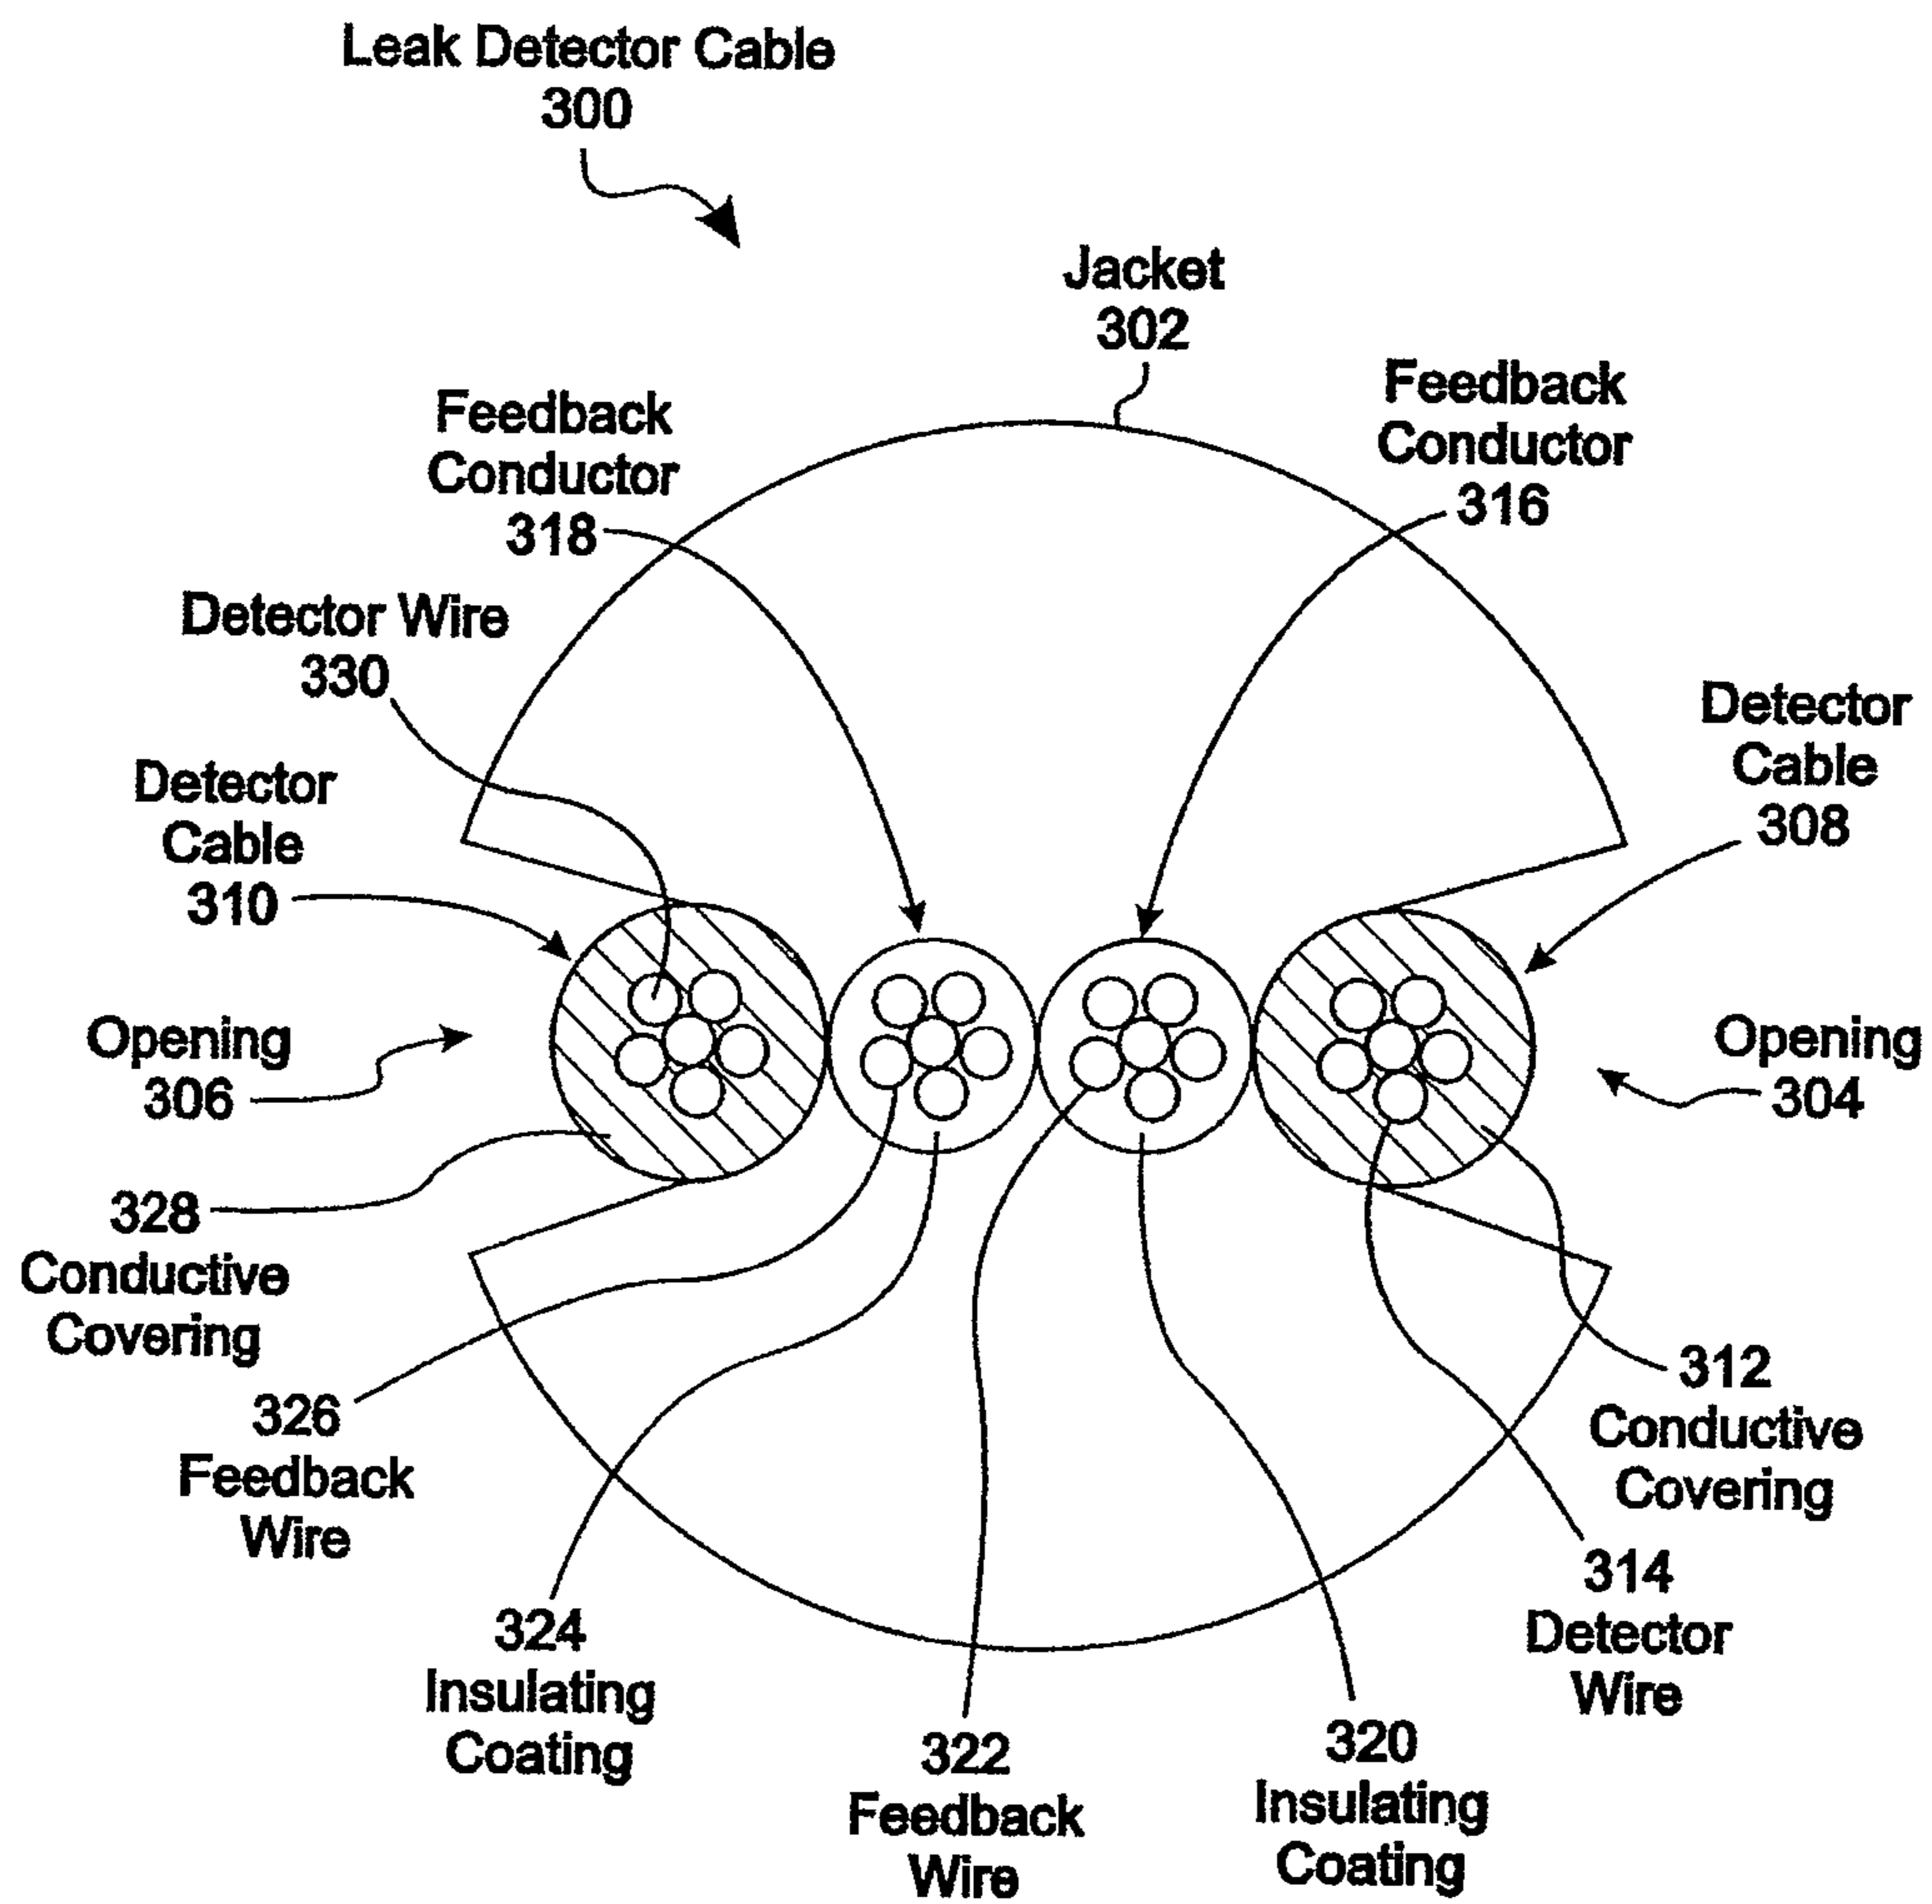 Leak Detector Cable
300
Jacket
302
Feedback
Conductor
316
Feedback
Conductor
318
Detector Wire
330
Detector
Cable
308
Detector
Cable
310
Opening
306
Opening
304
328
Conductive
Covering
312
Conductive
Covering
326
Feedback
Wire
314
Detector
Wire
324
Insulating
Coating
322
Feedback
Wire
320
Insulating
Coating